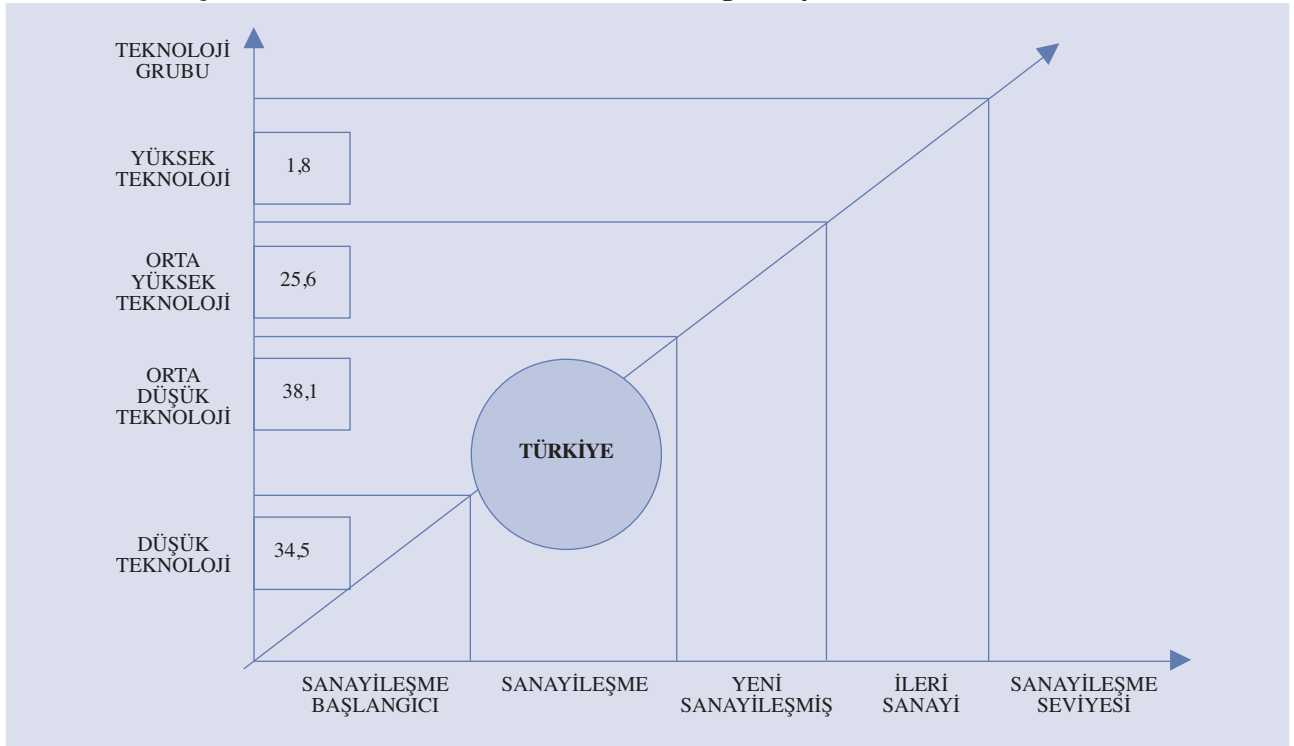 TEKNOLOJİ
GRUBU
YÜKSEK
TEKNOLOJİ
1,8
ORTA
YÜKSEK
TEKNOLOJİ
25,6
ORTA
DÜŞÜK
TEKNOLOJİ
38,1
TÜRKİYE
DÜŞÜK
TEKNOLOJİ
34,5
SANAYİLEŞME
BAŞLANGICI
SANAYİLEŞME
YENİ
SANAYİLEŞMİŞ
İLERİ
SANAYİ
SANAYİLEŞME
SEVİYESİ